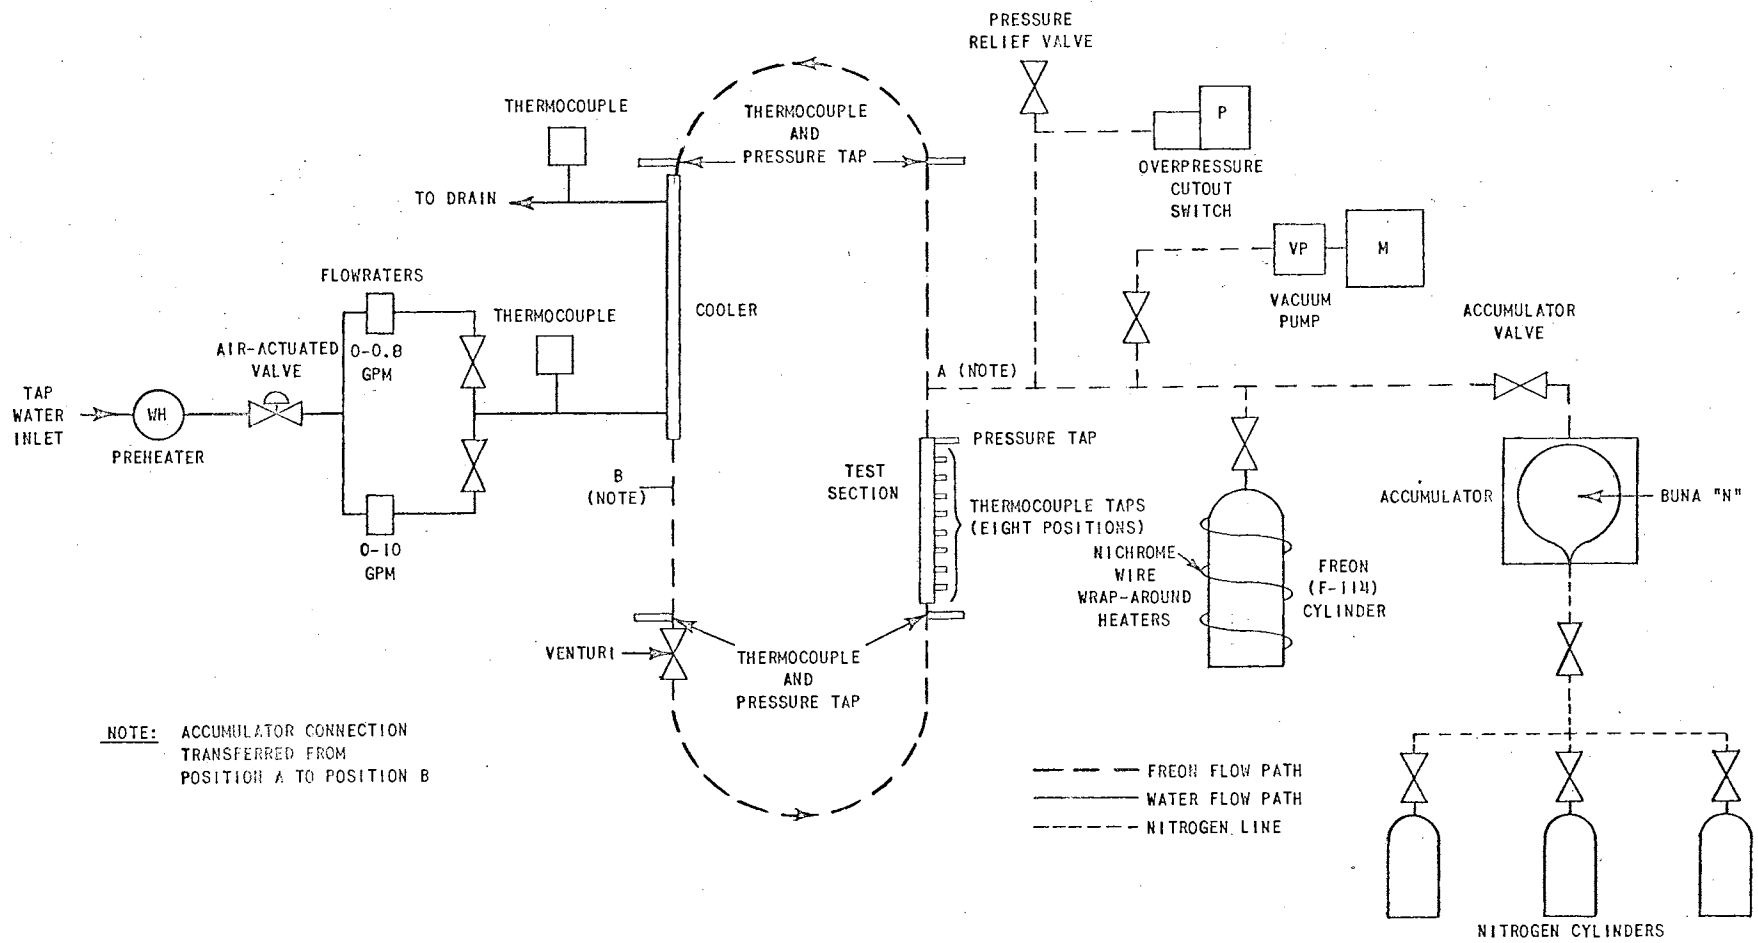 PRESSURE
RELIEF VALVE
THERMOCOUPLE
THERMOCOUPLE
AND
PRESSURE TAP
P
OVERPRESSURE
CUTOUT
SWITCH
TO DRAIN
VP
M
VACUUM
PUMP
FLOWRATERS
THERMOCOUPLE
COOLER
ACCUMULATOR
VALVE
AIR-ACTUATED
VALVE
0-0.8
GPM
A (NOTE)
TAP
WATER
INLET
WH
PREHEATER
PRESSURE TAP
B
(NOTE)
TEST
SECTION
THERMOCOUPLE TAPS
(EIGHT POSITIONS)
ACCUMULATOR
BUNA "N"
0-10
GPM
NICHROME
WIRE
WRAP-AROUND
HEATERS
FREON
(F-114)
CYLINDER
VENTURI
THERMOCOUPLE
AND
PRESSURE TAP
NOTE: ACCUMULATOR CONNECTION
TRANSFERRED FROM
POSITION A TO POSITION B
FREON FLOW PATH
WATER FLOW PATH
NITROGEN LINE
NITROGEN CYLINDERS